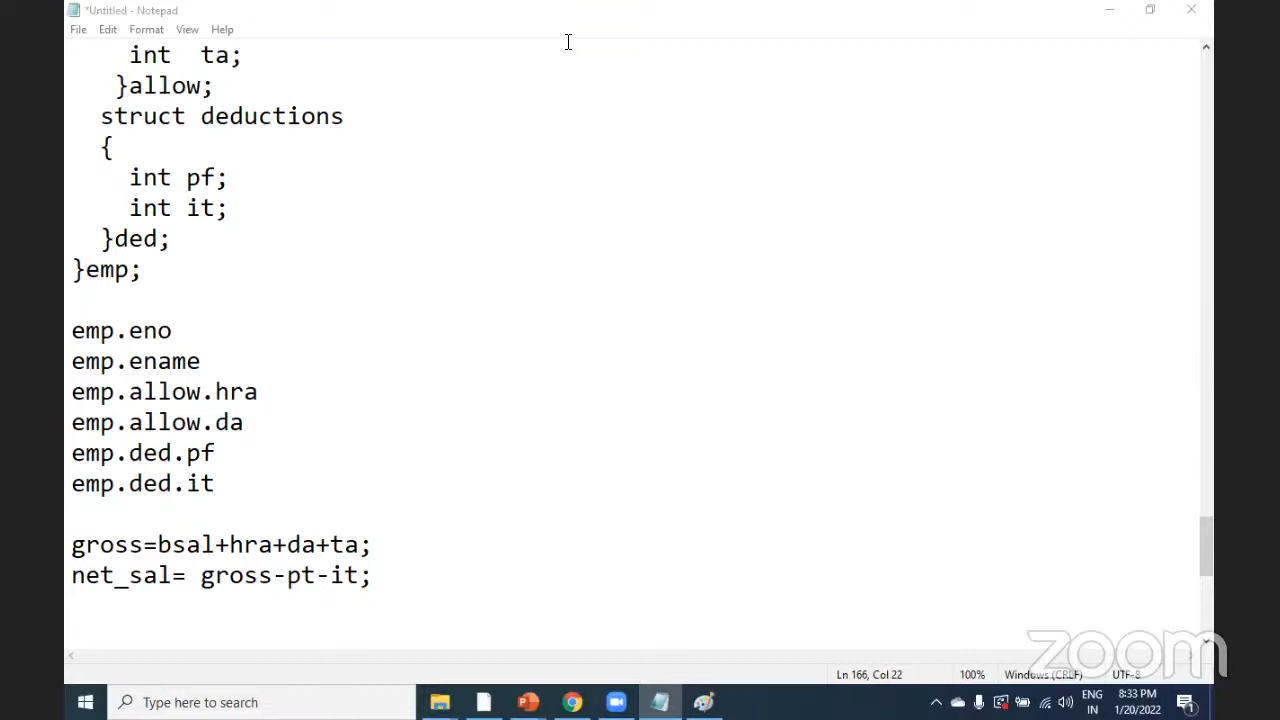 *Untitled - Notepad
File Edit Format View Help
int  ta;
}allow;
struct deductions
{
int pf;
int it;
}ded;
}emp;
emp.eno
emp.ename
emp.allow.hra
emp.allow.da
emp.ded.pf
emp.ded.it
gross=bsal+hra+da+ta;
net_sal= gross-pt-it;
zoom
Ln 166, Col 22 100% Windows (CRLF) UTF-8
Type here to search
ENG
IN
8:33 PM
1/20/2022
1